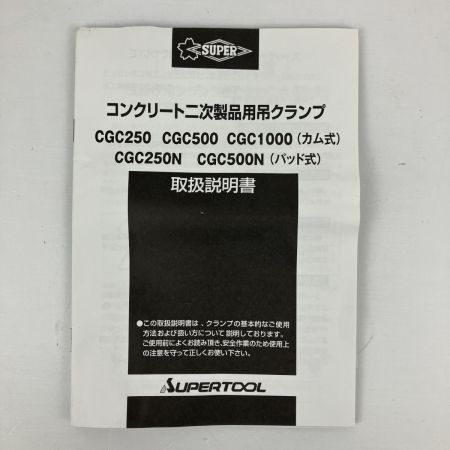 SUPER
コンクリート二次製品用吊クランプ
CGC250 CGC500 CGC1000（カム式）
CGC250N CGC500N（パッド式）
取扱説明書
●この取扱説明書は、クランプの基本的なご使用
方法および扱い方について説明しております。
ご使用前によくお読み頂き、安全作業のため使用上
の注意を守って正しくお使い下さい。
SUPERTOOL